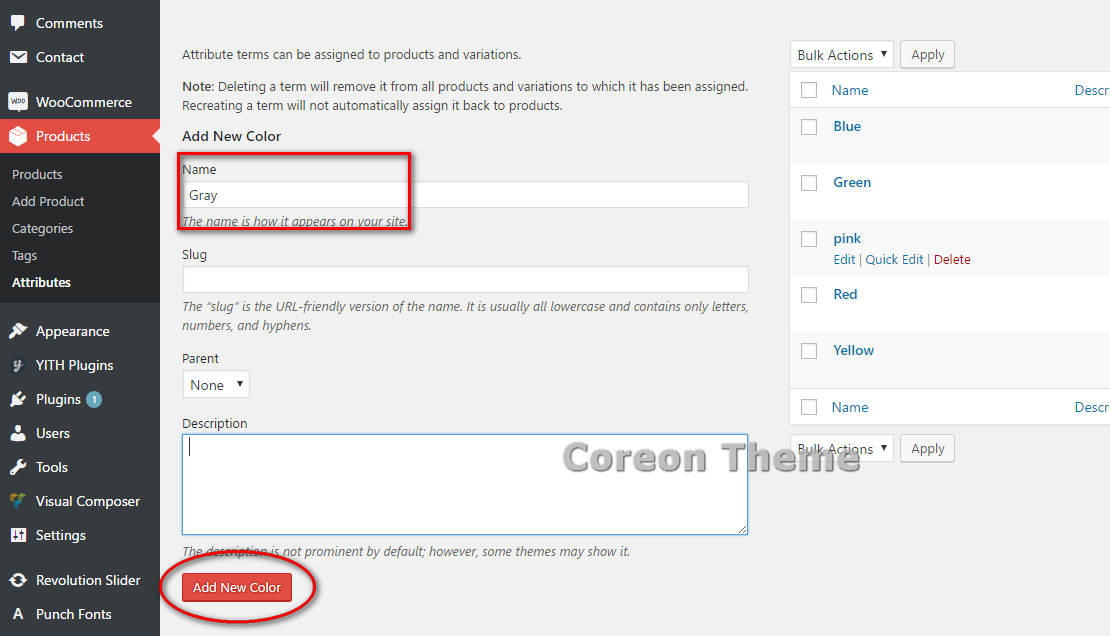 Comments
Contact
WooCommerce
Products
Products
Add Product
Categories
Tags
Attributes
Appearance
YITH Plugins
Plugins 1
Users
Tools
Visual Composer
Settings
Revolution Slider
Punch Fonts
Attribute terms can be assigned to products and variations.
Note: Deleting a term will remove it from all products and variations to which it has been assigned.
Recreating a term will not automatically assign it back to products.
Add New Color
Name
Gray
The name is how it appears on your site.
Slug
The “slug” is the URL-friendly version of the name. It is usually all lowercase and contains only letters,
numbers, and hyphens.
Parent
None
Description
The description is not prominent by default; however, some themes may show it.
Add New Color
Bulk Actions Apply
Name Descr
Blue
Green
pink
Edit | Quick Edit | Delete
Red
Yellow
Name Descr
Bulk Actions Apply
Coreon Theme